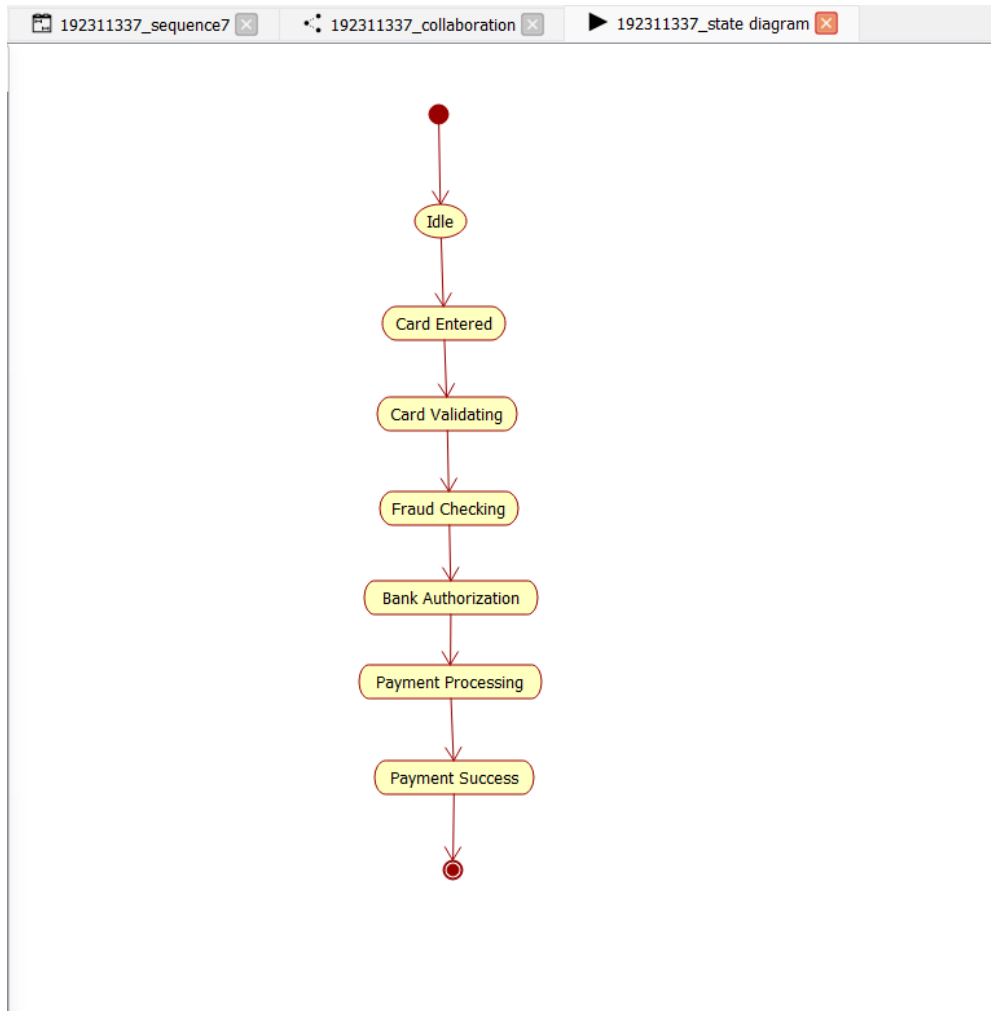 192311337_sequence7
192311337_collaboration
192311337_state diagram
Idle
Card Entered
Card Validating
Fraud Checking
Bank Authorization
Payment Processing
Payment Success